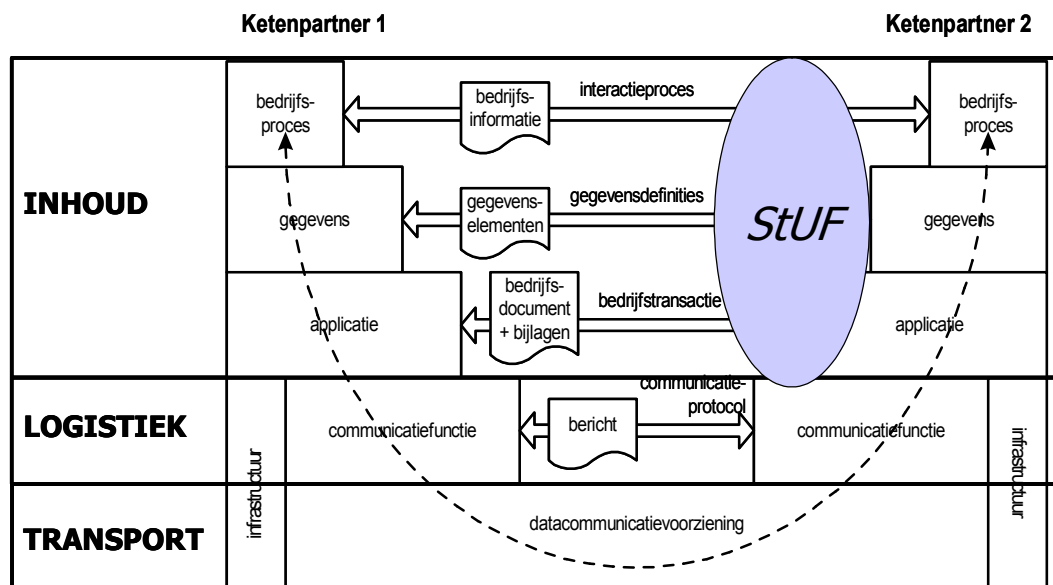 Ketenpartner 1
Ketenpartner 2
INHOUD
bedrijfs-
proces
bedrijfs-
informatie
interactieproces
bedrijfs-
proces
gegevens
gegevens-
elementen
gegevensdefinities
StUF
gegevens
applicatie
bedrijfs-
document
+ bijlagen
bedrijfstransactie
applicatie
LOGISTIEK
infrastructuur
communicatiefunctie
bericht
communicatie-
protocol
communicatiefunctie
infrastructuur
TRANSPORT
datacommunicatievoorziening